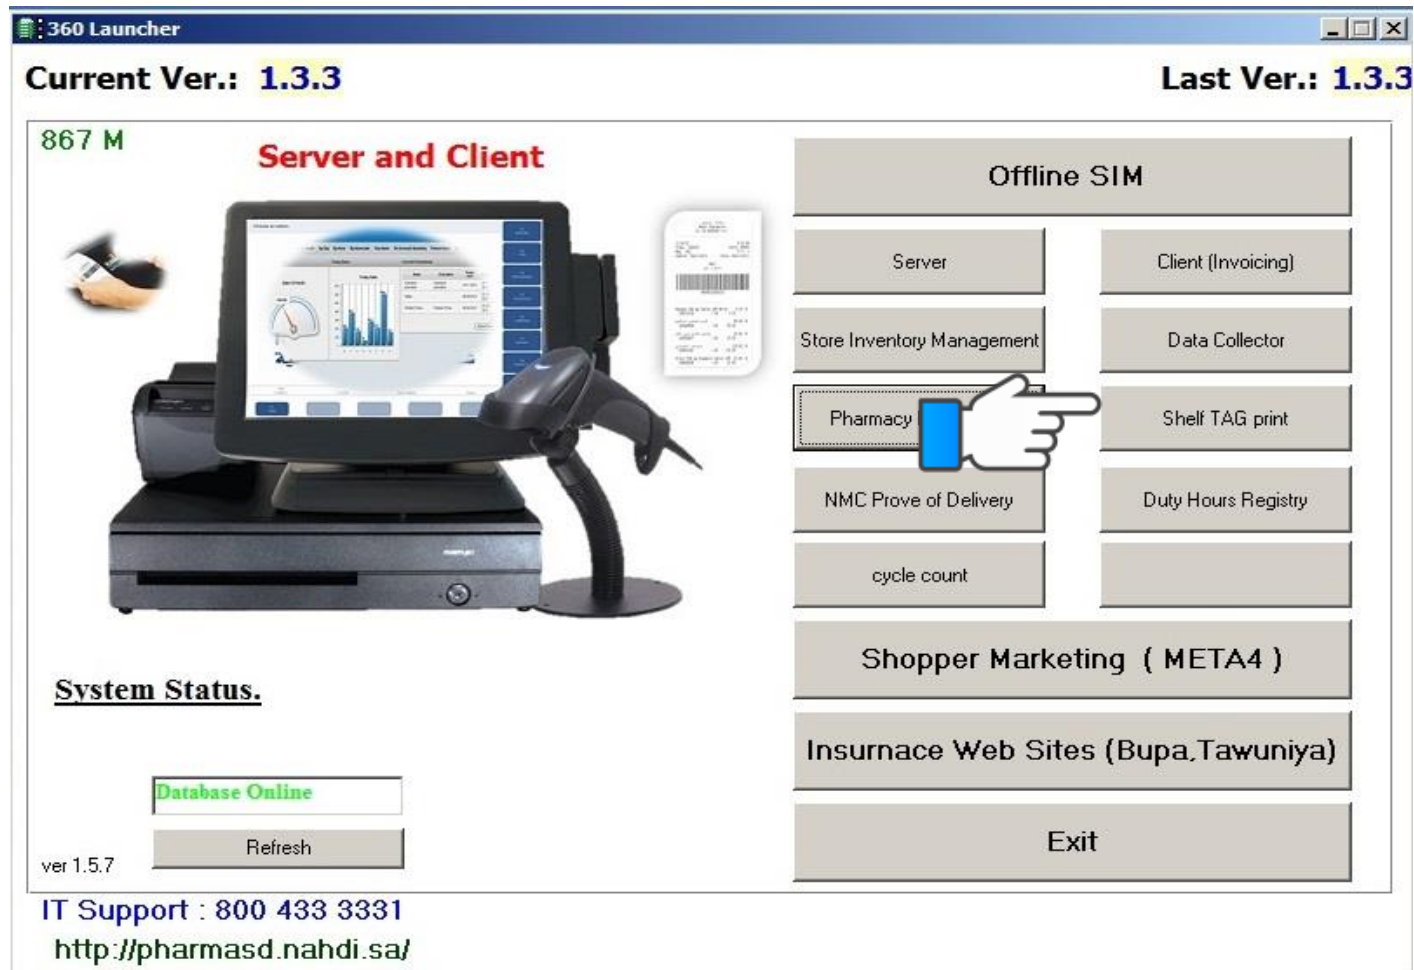 360 Launcher
Current Ver.: 1.3.3
Last Ver.: 1.3.3
867 M
Server and Client
Offline SIM
Server
Client (Invoicing)
Store Inventory Management
Data Collector
Pharmacy
Shelf TAG print
NMC Prove of Delivery
Duty Hours Registry
cycle count
Shopper Marketing ( META4 )
System Status.
Insurnace Web Sites (Bupa,Tawuniya)
Database Online
Refresh
Exit
ver 1.5.7
IT Support : 800 433 3331
http://pharmasd.nahdi.sa/